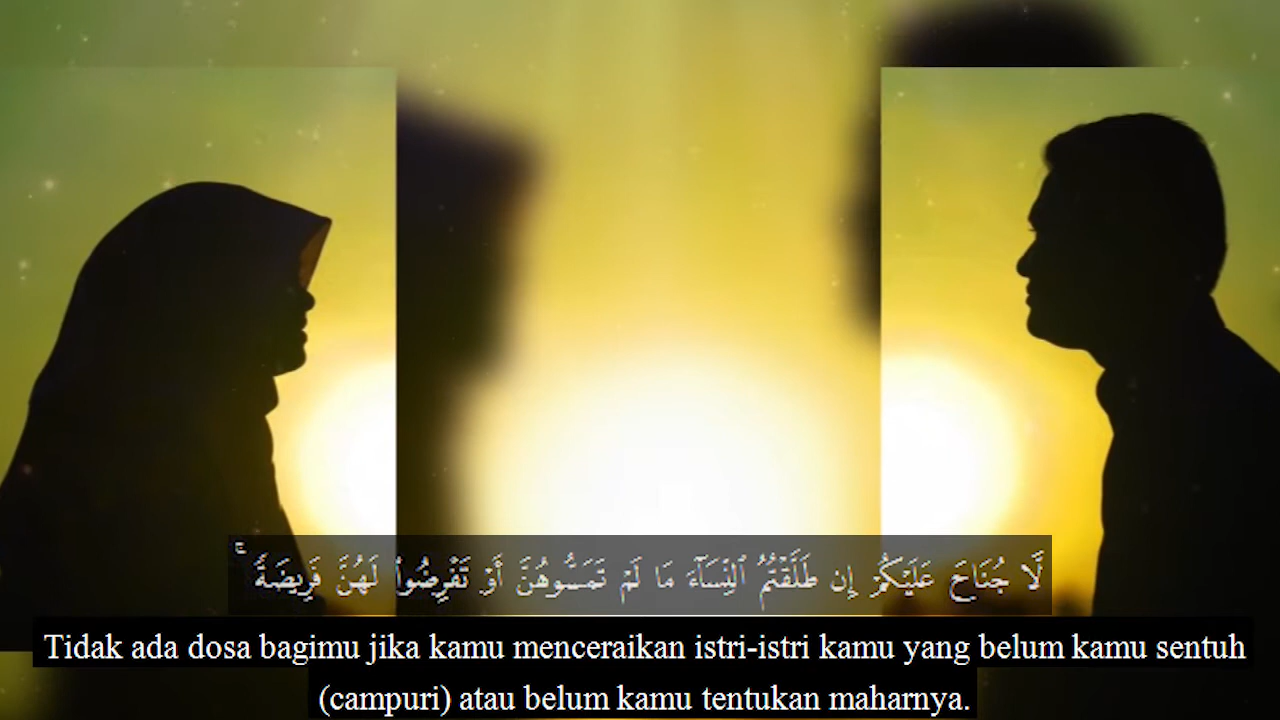 لَّا جُنَاحَ عَلَيْكُمْ إِن طَلَّقْتُمُ ٱلنِّسَآءَ مَا لَمْ تَمَسُّوهُنَّ أَوْ تَفْرِضُوا۟ لَهُنَّ فَرِيضَةً ۚ
Tidak ada dosa bagimu jika kamu menceraikan istri-istri kamu yang belum kamu sentuh
(campuri) atau belum kamu tentukan maharnya.